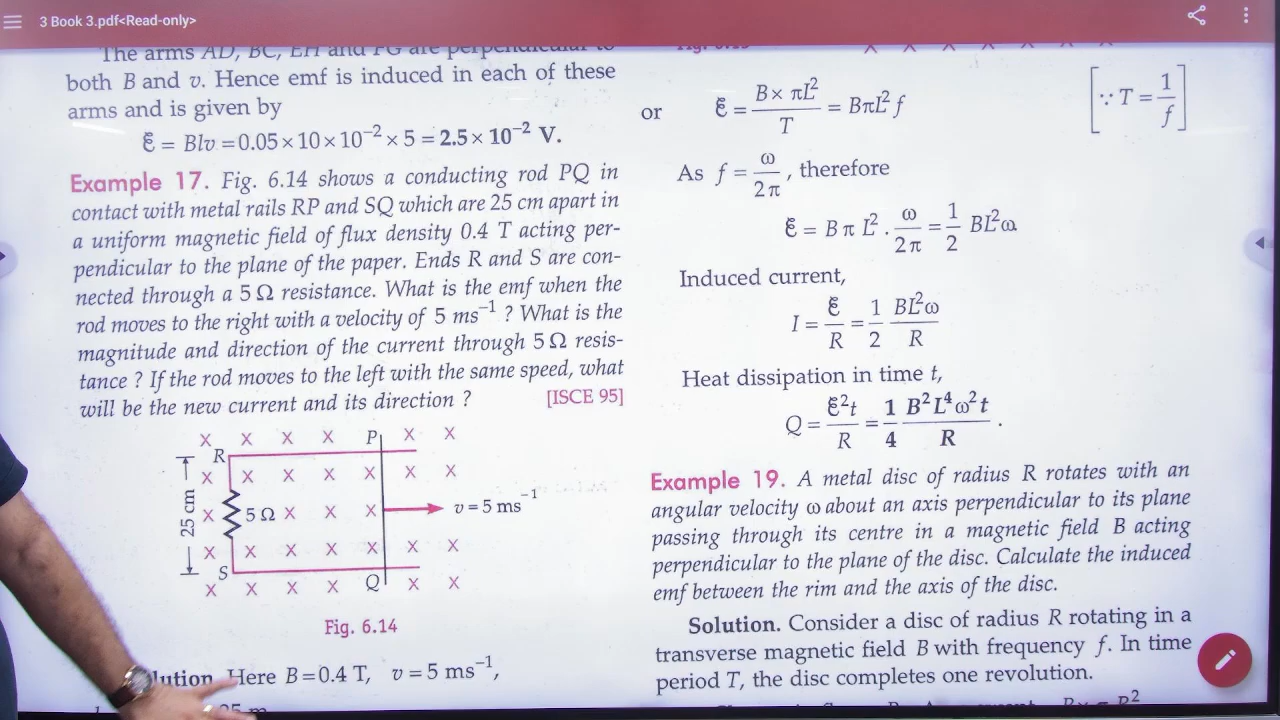 3 Book 3.pdf<Read-only>
The arms AD, BC, EH and FG are perpendicular to
both B and v. Hence emf is induced in each of these
arms and is given by
ℰ = Blv = 0.05 × 10 × 10⁻² × 5 = 2.5 × 10⁻² V.
Example 17. Fig. 6.14 shows a conducting rod PQ in
contact with metal rails RP and SQ which are 25 cm apart in
a uniform magnetic field of flux density 0.4 T acting per-
pendicular to the plane of the paper. Ends R and S are con-
nected through a 5 Ω resistance. What is the emf when the
rod moves to the right with a velocity of 5 ms⁻¹ ? What is the
magnitude and direction of the current through 5 Ω resis-
tance ? If the rod moves to the left with the same speed, what
will be the new current and its direction ? [ISCE 95]
X X X X P X X
R
X X X X X X X
25 cm
X 5 Ω X X X v = 5 ms⁻¹
X X X X X X X
S
X X X X Q X X
Fig. 6.14
lution Here B = 0.4 T, v = 5 ms⁻¹,
or ℰ = B × πL² / T = BπL² f [∵ T = 1/f]
As f = ω/2π , therefore
ℰ = B π L² . ω/2π = 1/2 BL²ω
Induced current,
I = ℰ/R = 1/2 BL²ω/R
Heat dissipation in time t,
Q = ℰ²t/R = 1/4 B²L⁴ω²t/R .
Example 19. A metal disc of radius R rotates with an
angular velocity ω about an axis perpendicular to its plane
passing through its centre in a magnetic field B acting
perpendicular to the plane of the disc. Calculate the induced
emf between the rim and the axis of the disc.
Solution. Consider a disc of radius R rotating in a
transverse magnetic field B with frequency f. In time
period T, the disc completes one revolution.